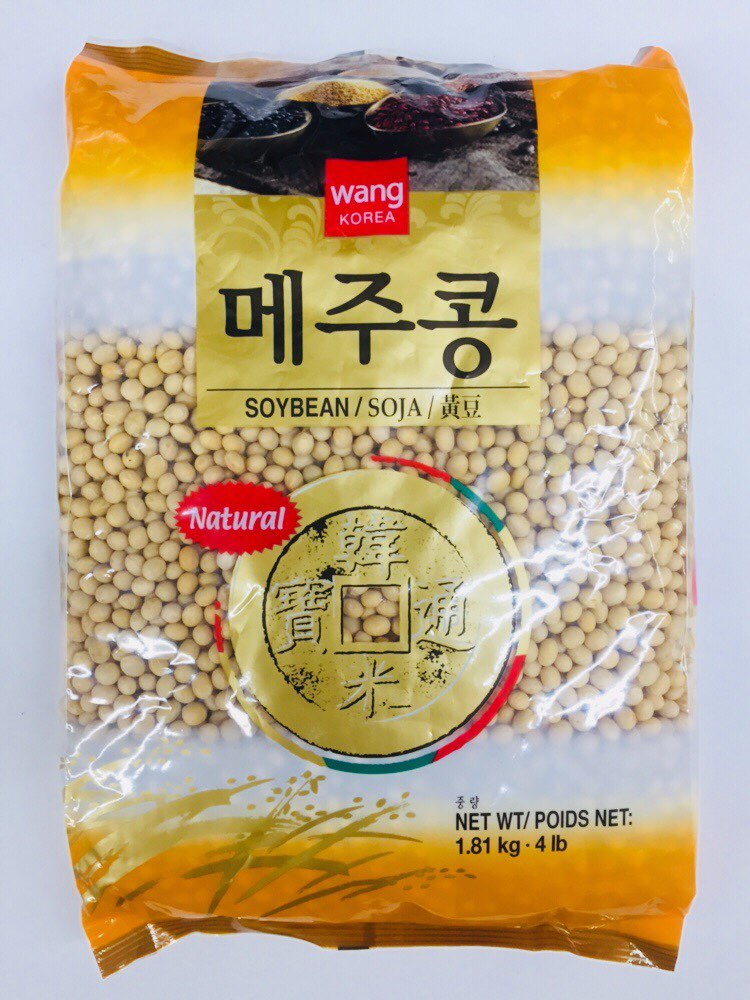 wang
KOREA
메주콩
SOYBEAN / SOJA / 黃豆
Natural
韓
寶 通
米
중량
NET WT/ POIDS NET:
1.81 kg · 4 lb